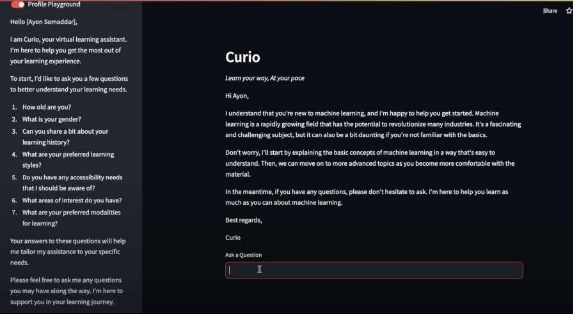 Profile Playground
Hello [Ayon Somaddar],
I am Curio, your virtual learning assistant.
I'm here to help you get the most out of
your learning experience.
To start, I'd like to ask you a few questions
to better understand your learning needs.
1. How old are you?
2. What is your gender?
3. Can you share a bit about your
learning history?
4. What are your preferred learning
styles?
5. Do you have any accessibility needs
that I should be aware of?
6. What areas of interest do you have?
7. What are your preferred modalities
for learning?
Your answers to these questions will help
me tailor my assistance to your specific
needs.
Please feel free to ask me any questions
you may have along the way. I'm here to
support you in your learning journey.
Share
Curio
Learn your way, At your pace
Hi Ayon,
I understand that you're new to machine learning, and I'm happy to help you get started. Machine
learning is a rapidly growing field that has the potential to revolutionize many industries. It's a fascinating
and challenging subject, but it can also be a bit daunting if you're not familiar with the basics.
Don't worry, I'll start by explaining the basic concepts of machine learning in a way that's easy to
understand. Then, we can move on to more advanced topics as you become more comfortable with the
material.
In the meantime, if you have any questions, please don't hesitate to ask. I'm here to help you learn as
much as you can about machine learning.
Best regards,
Curio
Ask a Question